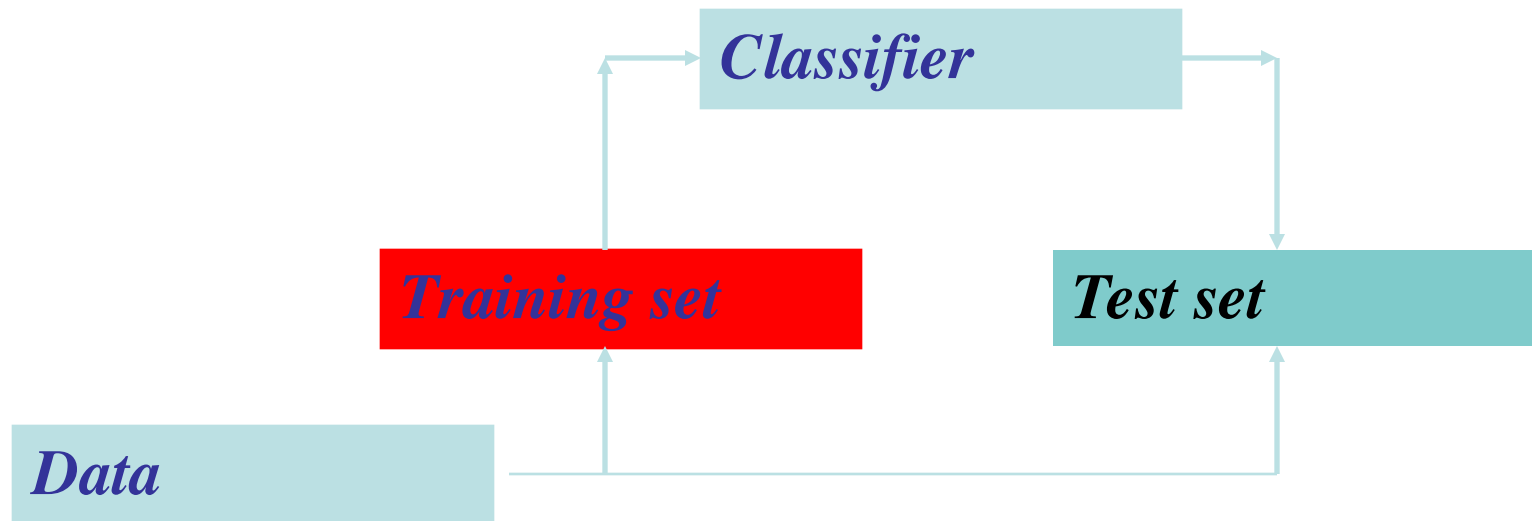 Classifier
Training set
Test set
Data